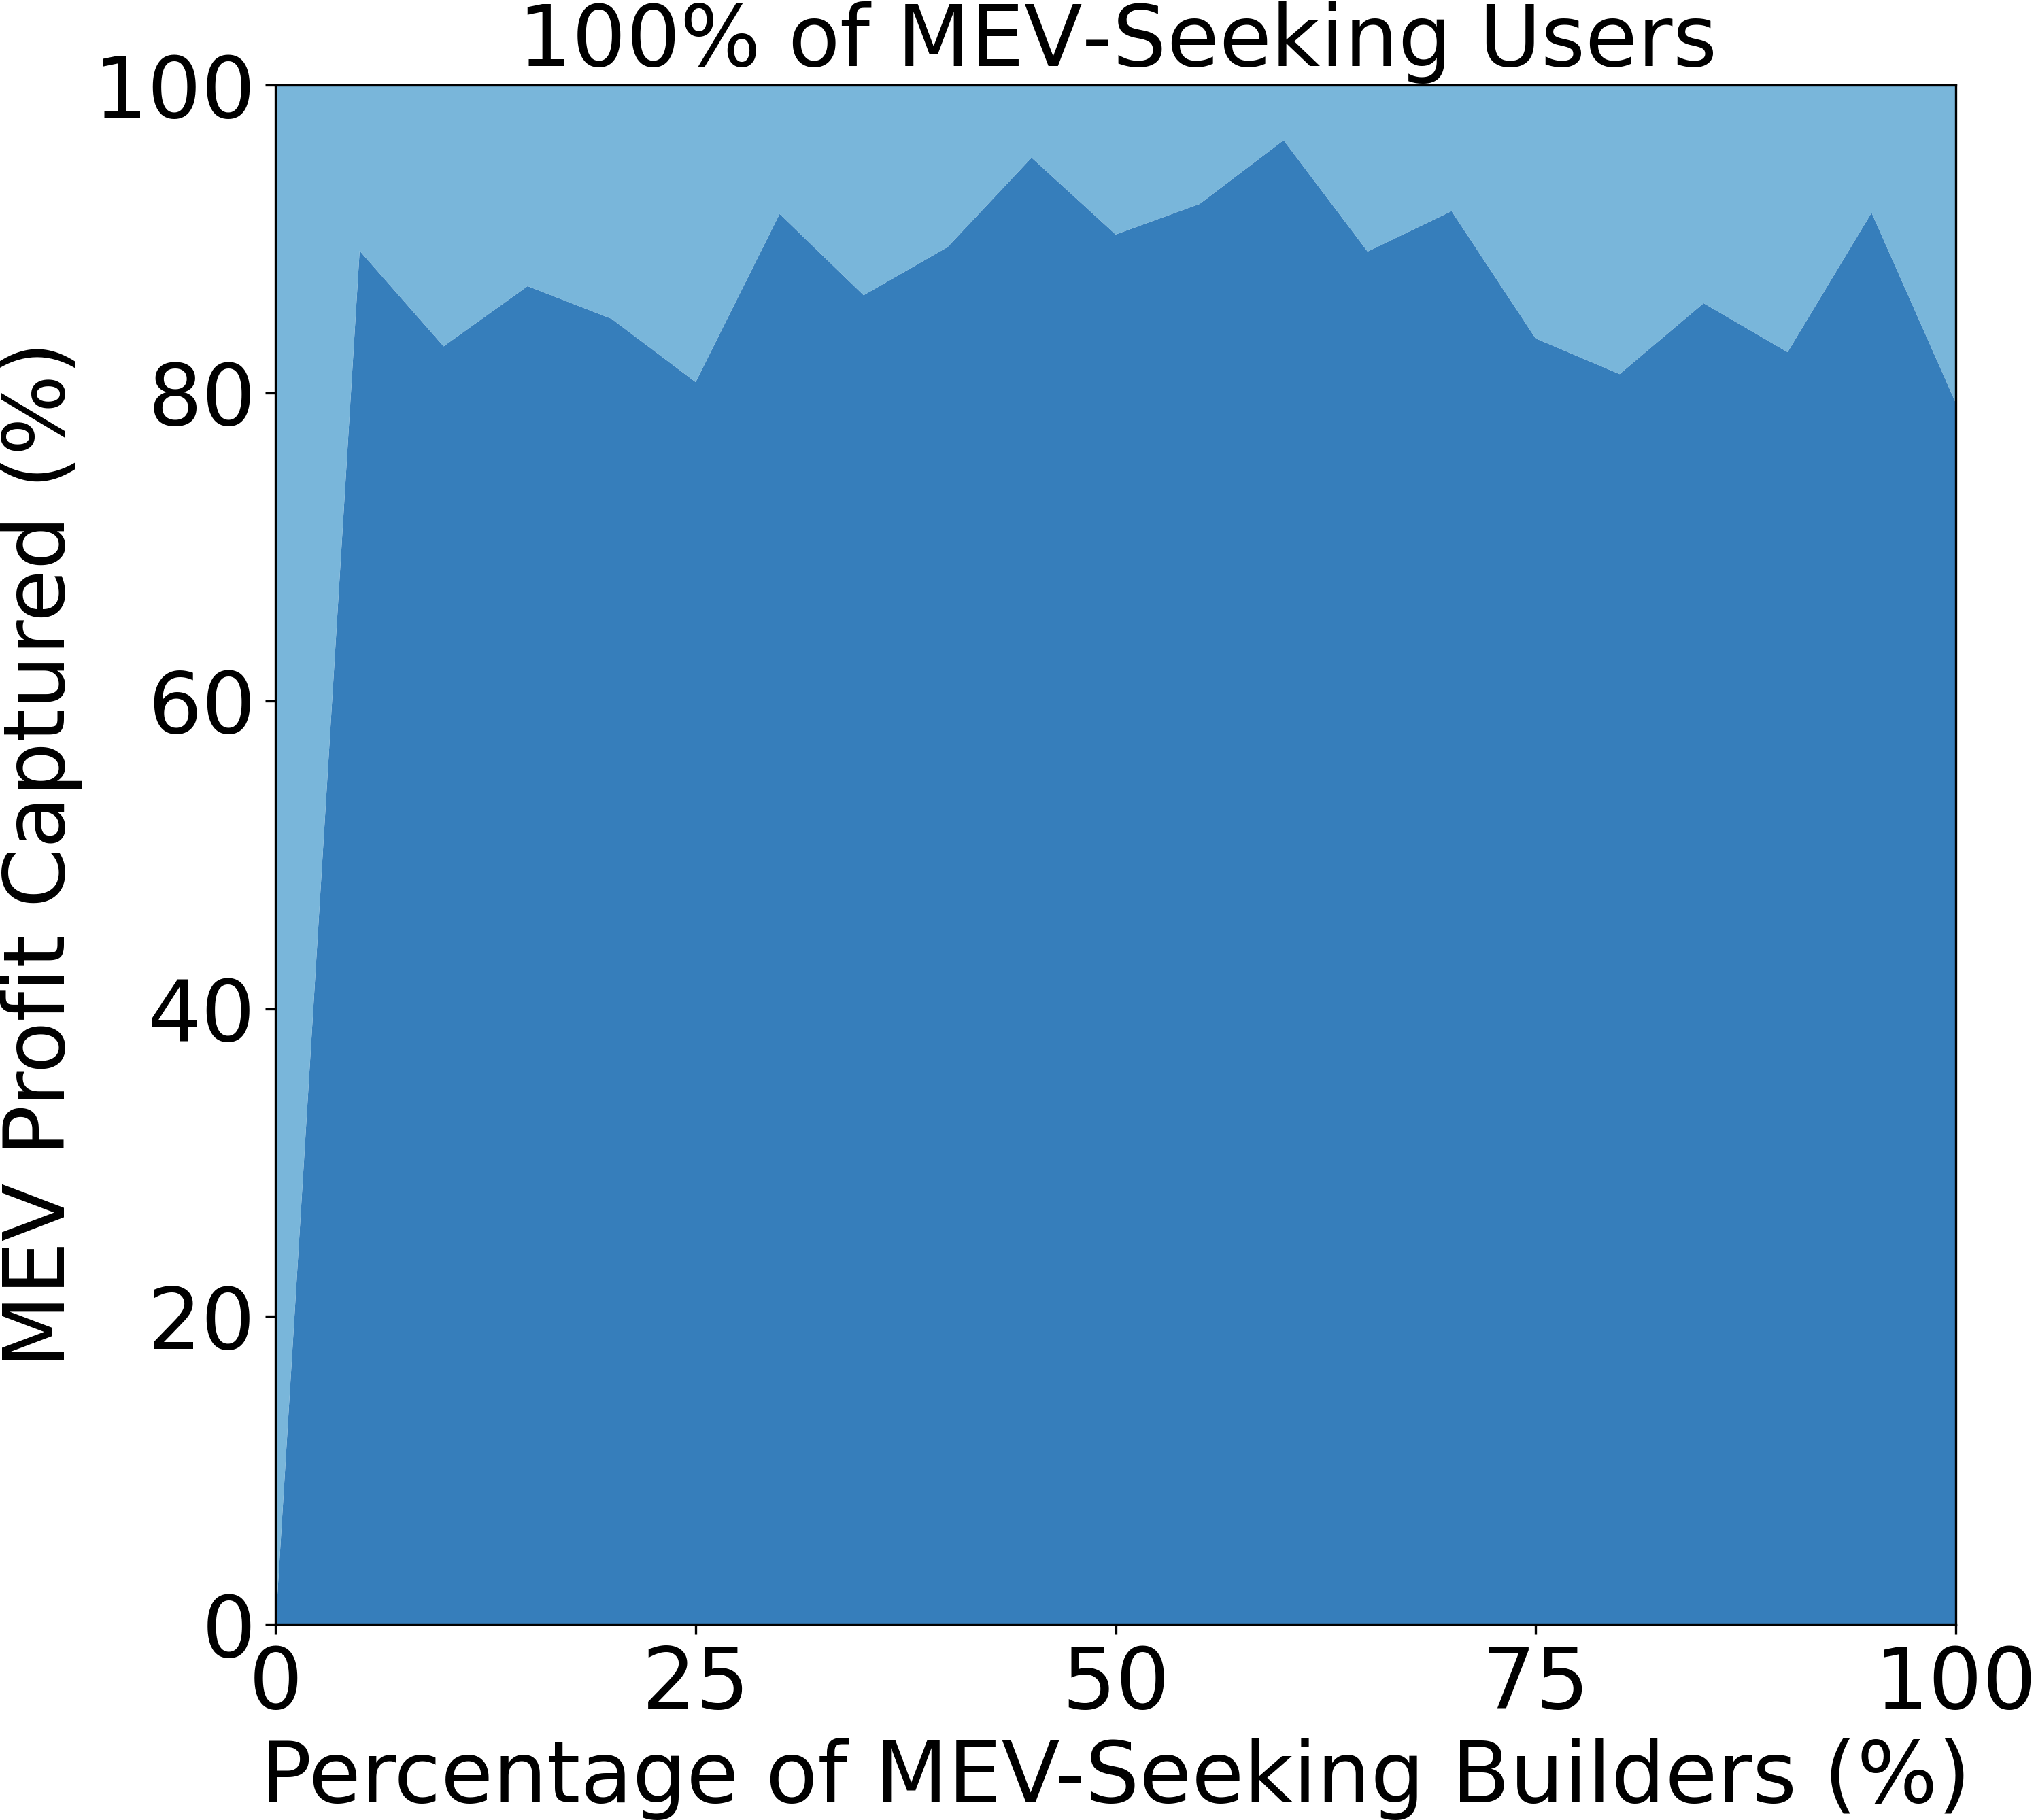 100% of MEV-Seeking Users
MEV Profit Captured (%)
100
80
60
40
20
0
0 25 50 75 100
Percentage of MEV-Seeking Builders (%)